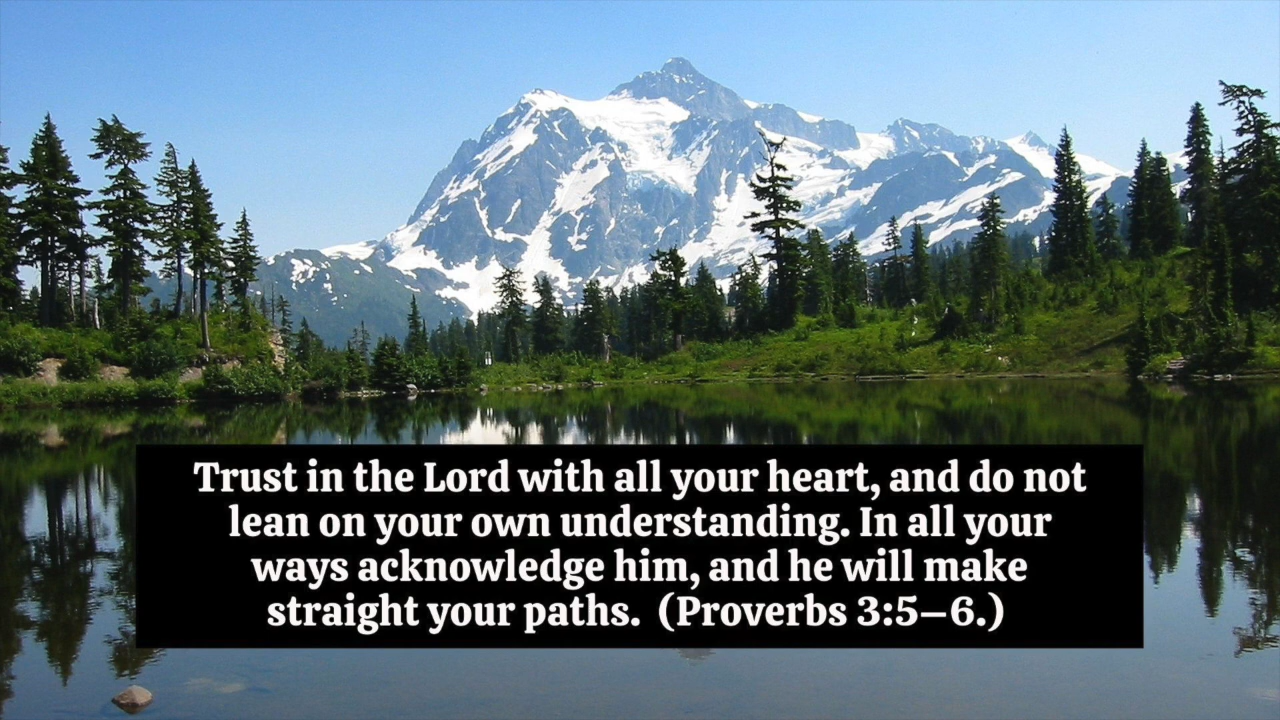 Trust in the Lord with all your heart, and do not
lean on your own understanding. In all your
ways acknowledge him, and he will make
straight your paths.  (Proverbs 3:5–6.)